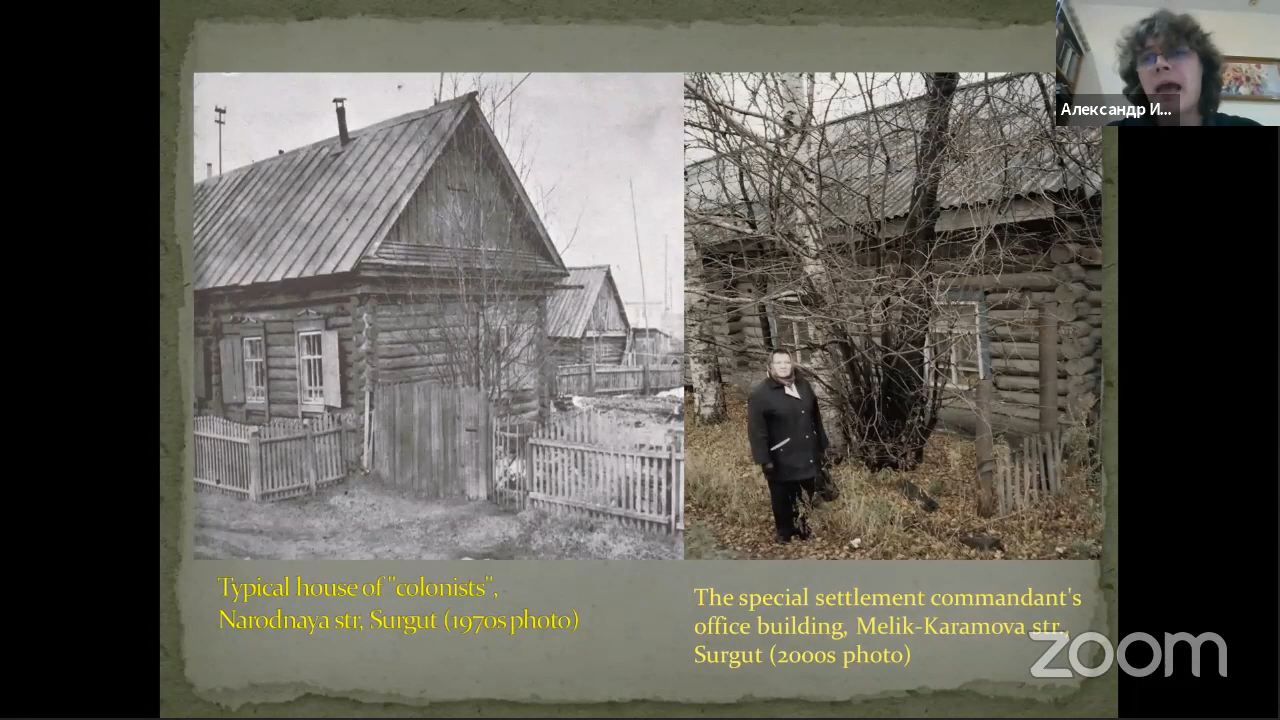 Александр И...
Typical house of "colonists",
Narodnaya str, Surgut (1970s photo)
The special settlement commandant's
office building, Melik-Karamova str.,
Surgut (2000s photo)
zoom